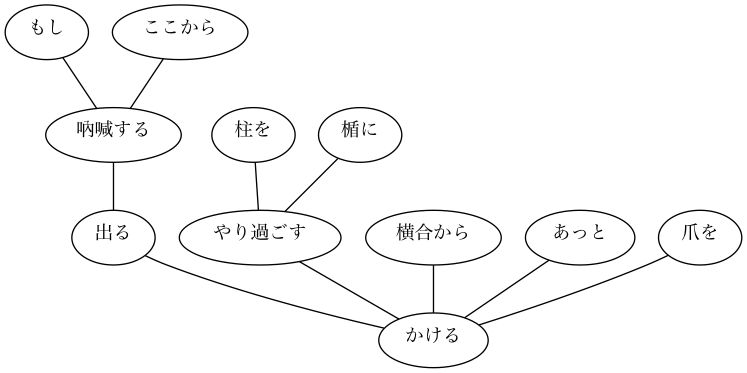 もし
ここから
吶喊する
柱を
楯に
出る
やり過ごす
横合から
あっと
爪を
かける